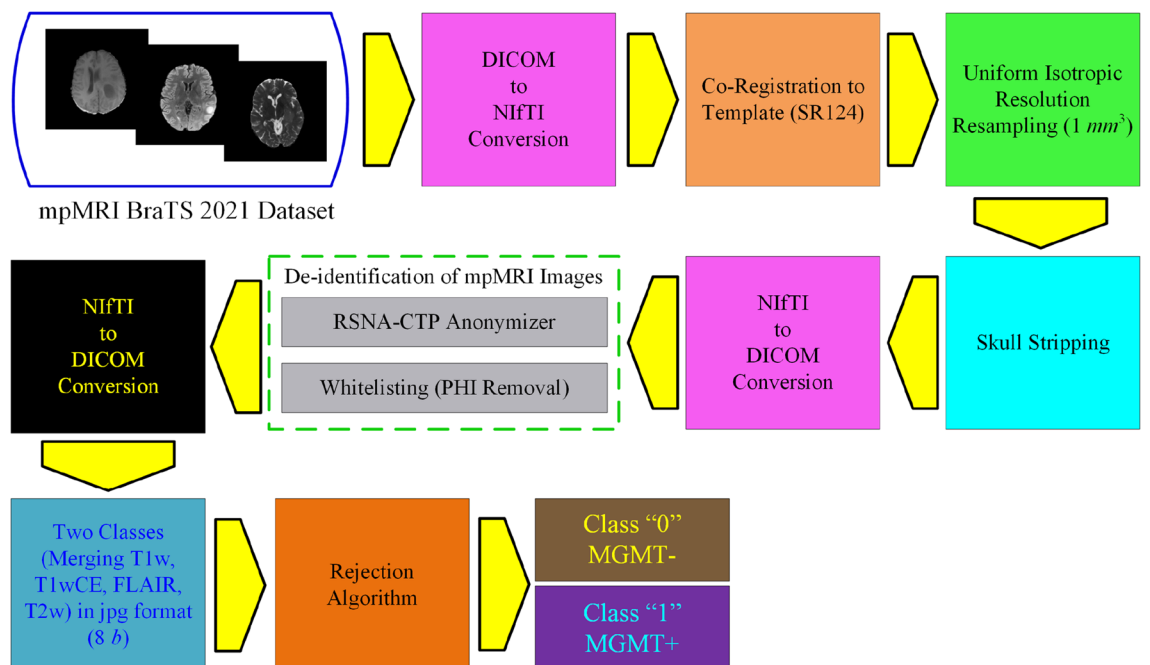 mpMRI BraTS 2021 Dataset
DICOM
to
NIfTI
Conversion
Co-Registration to
Template (SR124)
Uniform Isotropic
Resolution
Resampling (1 mm³)
Skull Stripping
NIfTI
to
DICOM
Conversion
De-identification of mpMRI Images
RSNA-CTP Anonymizer
Whitelisting (PHI Removal)
NIfTI
to
DICOM
Conversion
Two Classes
(Merging T1w,
T1wCE, FLAIR,
T2w) in jpg format
(8 b)
Rejection
Algorithm
Class “0”
MGMT-
Class “1”
MGMT+